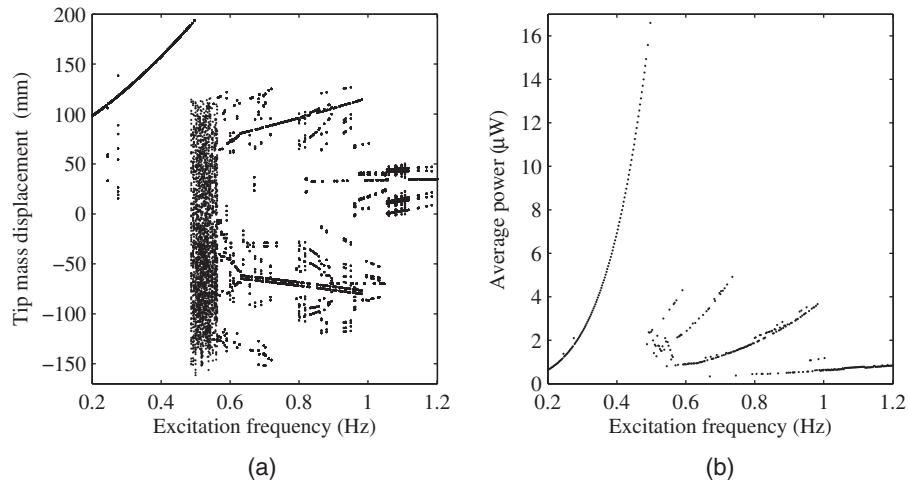 200
150
100
50
0
−50
−100
−150
Tip mass displacement (mm)
0.2 0.4 0.6 0.8 1 1.2
Excitation frequency (Hz)
(a)
16
14
12
10
8
6
4
2
0
Average power (μW)
0.2 0.4 0.6 0.8 1 1.2
Excitation frequency (Hz)
(b)